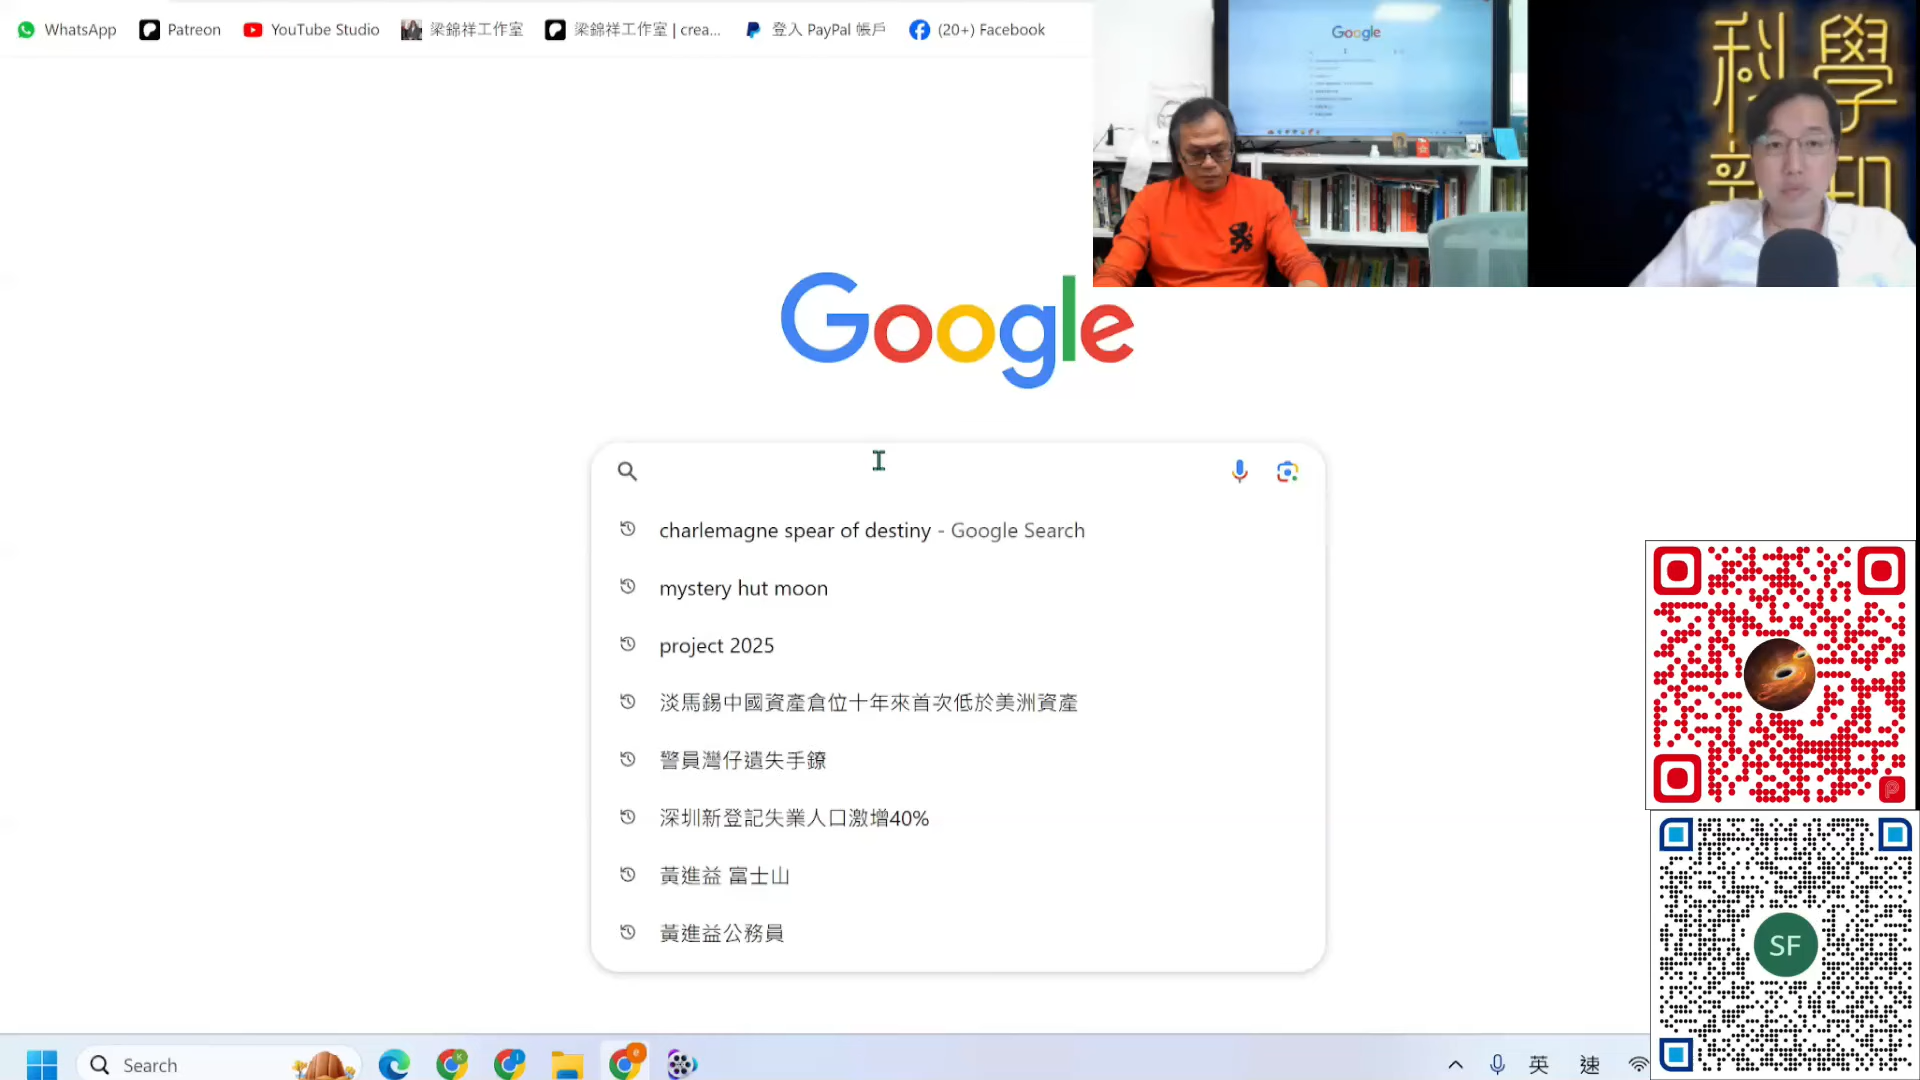 WhatsApp
Patreon
YouTube Studio
梁錦祥工作室
梁錦祥工作室 | crea...
登入 PayPal 帳戶
(20+) Facebook
Google
科學
Google
charlemagne spear of destiny - Google Search
mystery hut moon
project 2025
淡馬錫中國資產倉位十年來首次低於美洲資產
警員灣仔遺失手鐐
深圳新登記失業人口激增40%
黃進益 富士山
黃進益公務員
SF
Search
英
速